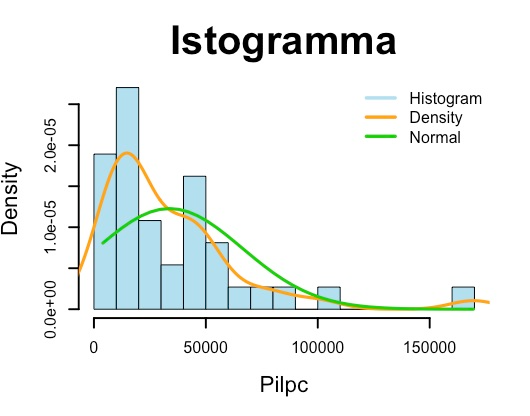 Istogramma
Histogram
Density
Normal
Density
0.0e+00
1.0e-05
2.0e-05
0
50000
100000
150000
Pilpc